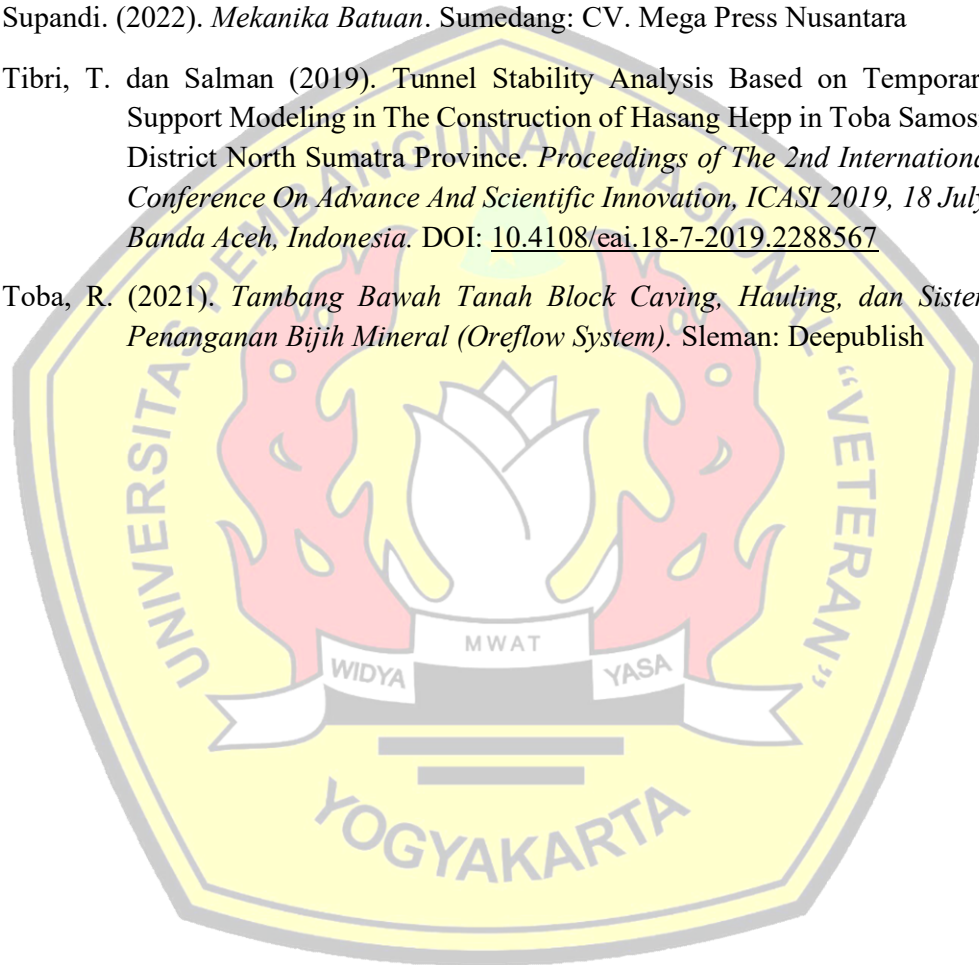 Supandi. (2022). Mekanika Batuan. Sumedang: CV. Mega Press Nusantara
Tibri, T. dan Salman (2019). Tunnel Stability Analysis Based on Temporar
Support Modeling in The Construction of Hasang Hepp in Toba Samos
District North Sumatra Province. Proceedings of The 2nd Internationa
Conference On Advance And Scientific Innovation, ICASI 2019, 18 July
Banda Aceh, Indonesia. DOI: 10.4108/eai.18-7-2019.2288567
Toba, R. (2021). Tambang Bawah Tanah Block Caving, Hauling, dan Sister
Penanganan Bijih Mineral (Oreflow System). Sleman: Deepublish
UNIVERSITAS PEMBANGUNAN NASIONAL "VETERAN"
WIDYA MWAT YASA
YOGYAKARTA